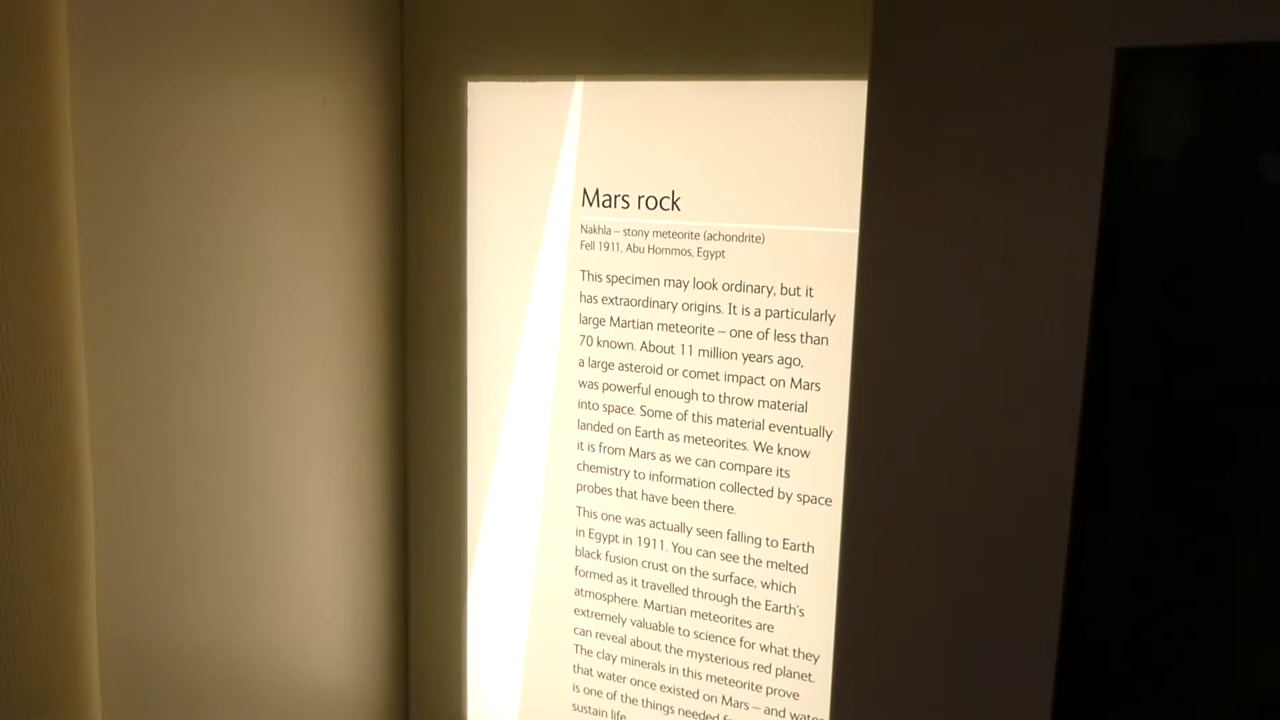 Mars rock
Nakhla – stony meteorite (achondrite)
Fell 1911, Abu Hommos, Egypt
This specimen may look ordinary, but it
has extraordinary origins. It is a particularly
large Martian meteorite – one of less than
70 known. About 11 million years ago,
a large asteroid or comet impact on Mars
was powerful enough to throw material
into space. Some of this material eventually
landed on Earth as meteorites. We know
it is from Mars as we can compare its
chemistry to information collected by space
probes that have been there.
This one was actually seen falling to Earth
in Egypt in 1911. You can see the melted
black fusion crust on the surface, which
formed as it travelled through the Earth's
atmosphere. Martian meteorites are
extremely valuable to science for what they
can reveal about the mysterious red planet.
The clay minerals in this meteorite prove
that water once existed on Mars – and water
is one of the things needed
sustain life